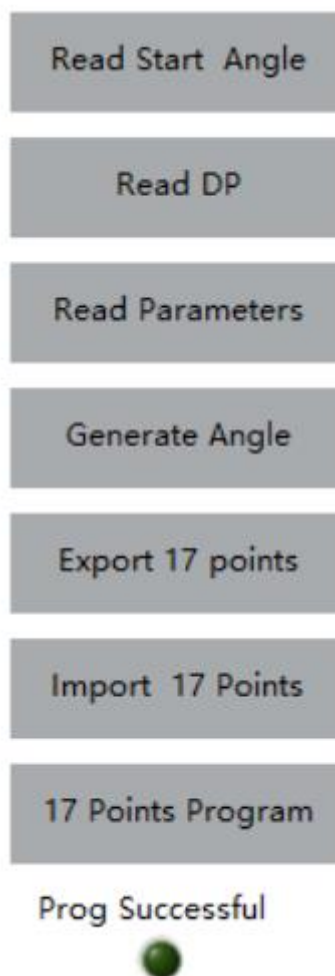 Read Start  Angle
Read DP
Read Parameters
Generate Angle
Export 17 points
Import  17 Points
17 Points Program
Prog Successful